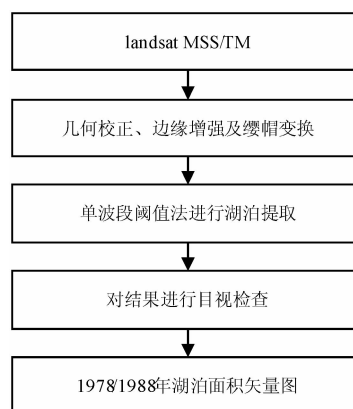 landsat MSS/TM
几何校正、边缘增强及缨帽变换
单波段阈值法进行湖泊提取
对结果进行目视检查
1978/1988年湖泊面积矢量图